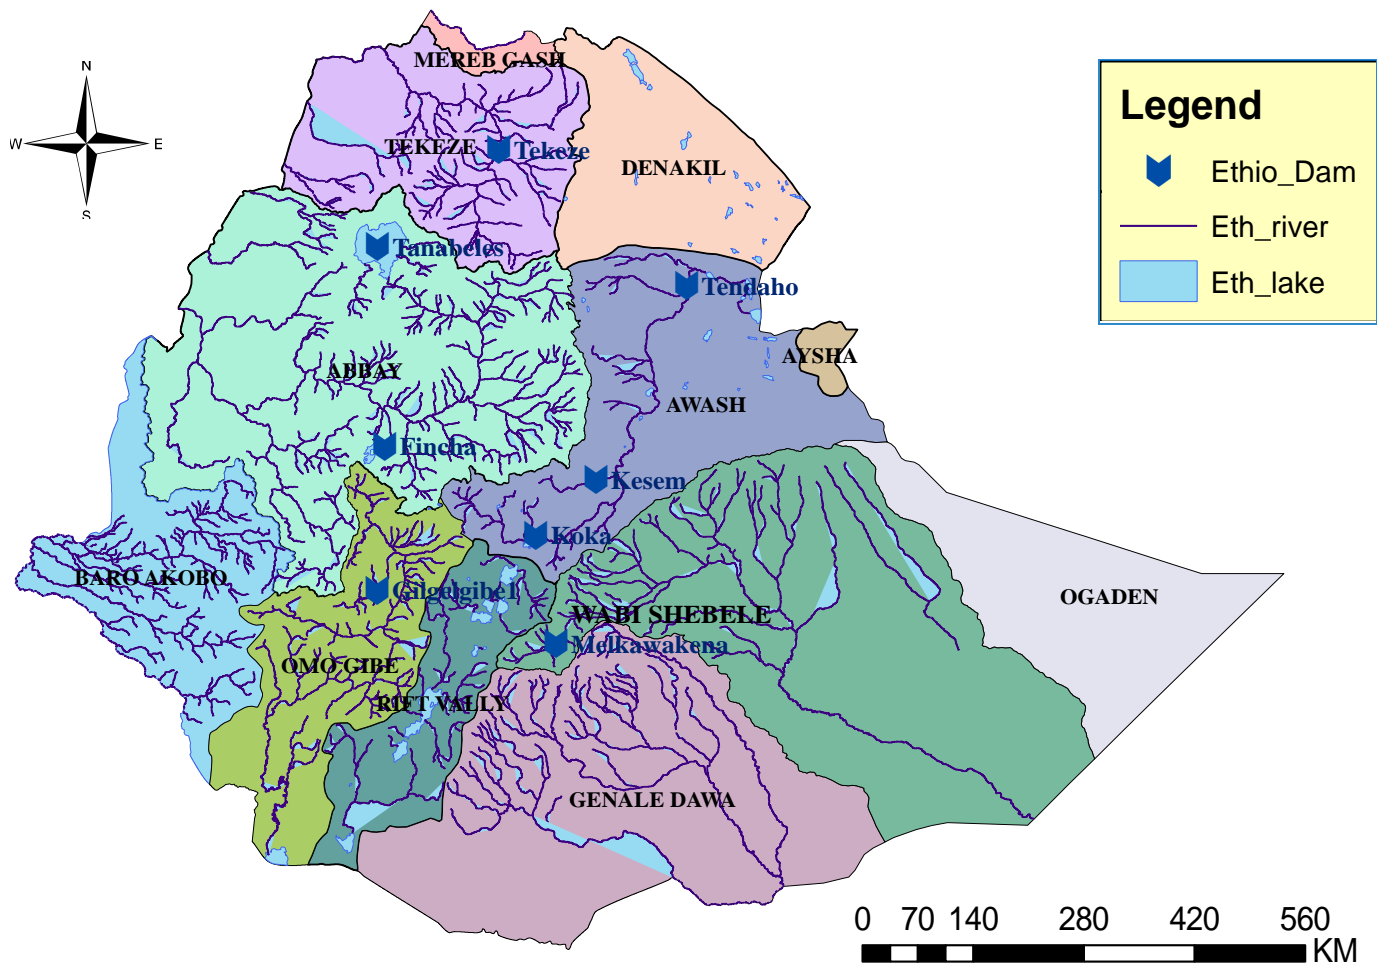 N
W
E
S
MEREB GASH
TEKEZE
Tekeze
DENAKIL
Tanabeles
Tendaho
AYSHA
ABBAY
AWASH
Fincha
Kesem
Koka
BARO AKOBO
Gilgelgibe1
OGADEN
WABI SHEBELE
Melkawakena
OMO GIBE
RIFT VALLY
GENALE DAWA
Legend
Ethio_Dam
Eth_river
Eth_lake
0 70 140 280 420 560
KM